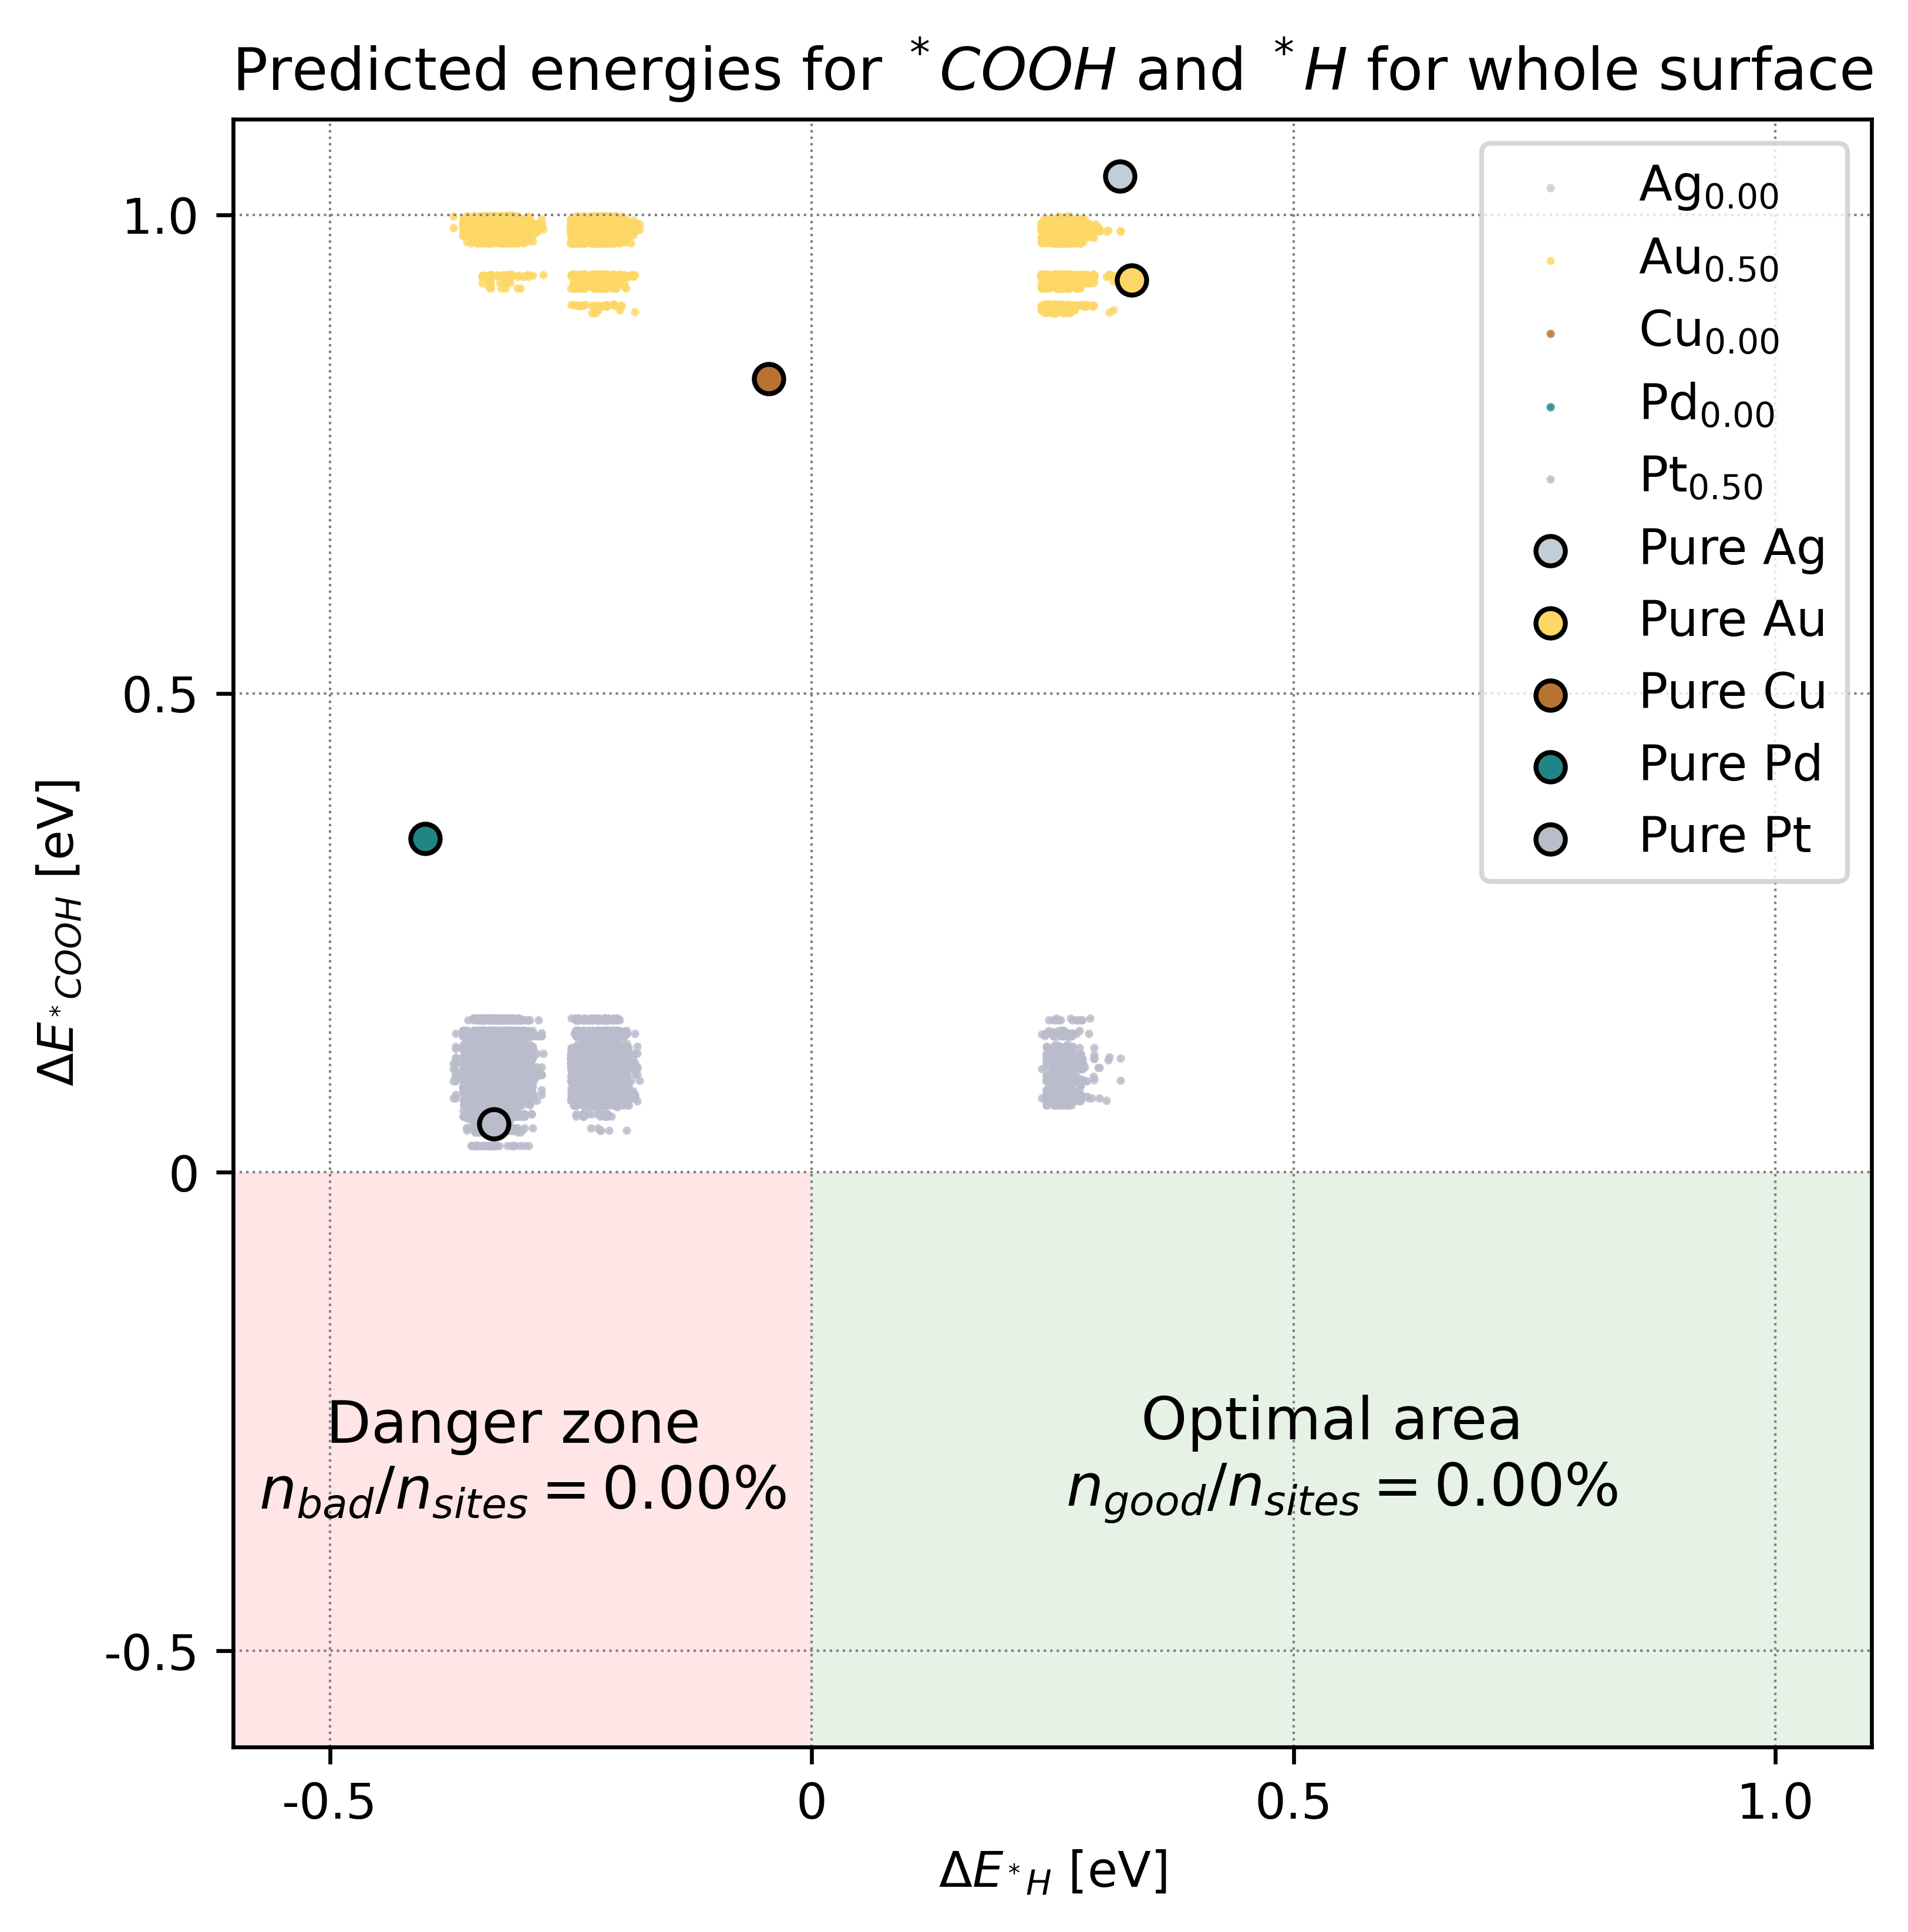 Predicted energies for *COOH and *H for whole surface
1.0
0.5
0
-0.5
ΔE*COOH [eV]
Ag0.00
Au0.50
Cu0.00
Pd0.00
Pt0.50
Pure Ag
Pure Au
Pure Cu
Pure Pd
Pure Pt
Danger zone
nbad/nsites = 0.00%
Optimal area
ngood/nsites = 0.00%
-0.5
0
0.5
1.0
ΔE*H [eV]